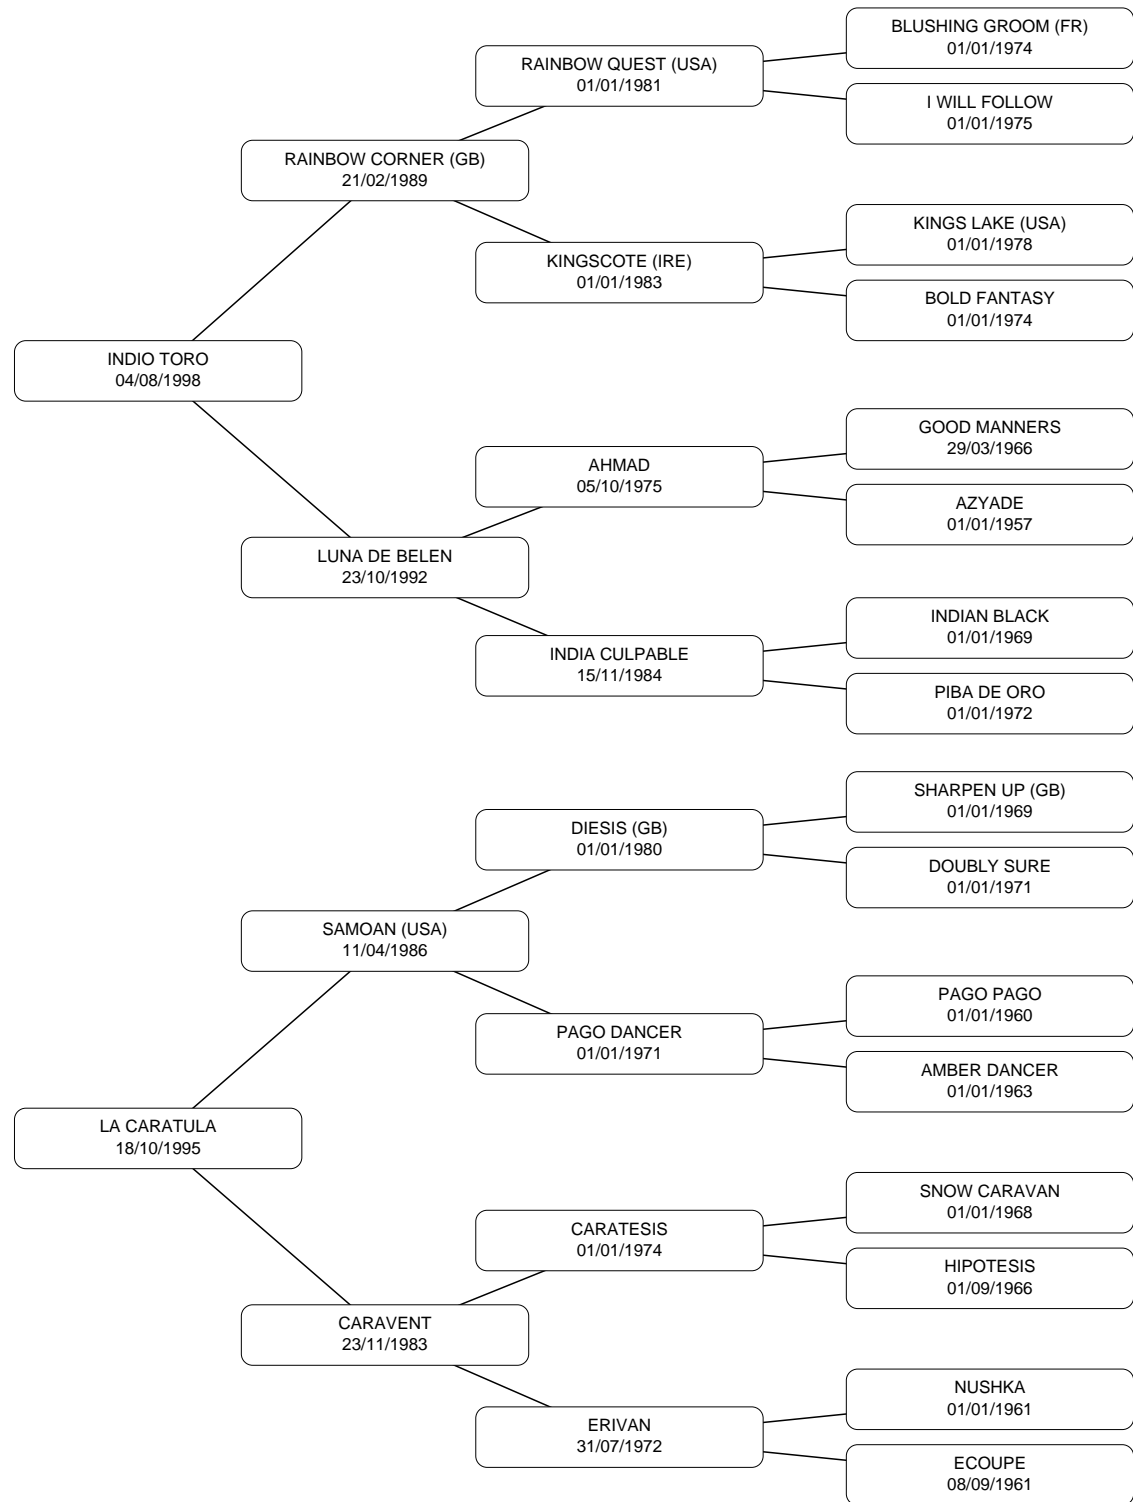 BLUSHING GROOM (FR)
01/01/1974
RAINBOW QUEST (USA)
01/01/1981
I WILL FOLLOW
01/01/1975
RAINBOW CORNER (GB)
21/02/1989
KINGS LAKE (USA)
01/01/1978
KINGSCOTE (IRE)
01/01/1983
BOLD FANTASY
01/01/1974
INDIO TORO
04/08/1998
GOOD MANNERS
29/03/1966
AHMAD
05/10/1975
AZYADE
01/01/1957
LUNA DE BELEN
23/10/1992
INDIAN BLACK
01/01/1969
INDIA CULPABLE
15/11/1984
PIBA DE ORO
01/01/1972
SHARPEN UP (GB)
01/01/1969
DIESIS (GB)
01/01/1980
DOUBLY SURE
01/01/1971
SAMOAN (USA)
11/04/1986
PAGO PAGO
01/01/1960
PAGO DANCER
01/01/1971
AMBER DANCER
01/01/1963
LA CARATULA
18/10/1995
SNOW CARAVAN
01/01/1968
CARATESIS
01/01/1974
HIPOTESIS
01/09/1966
CARAVENT
23/11/1983
NUSHKA
01/01/1961
ERIVAN
31/07/1972
ECOUPE
08/09/1961